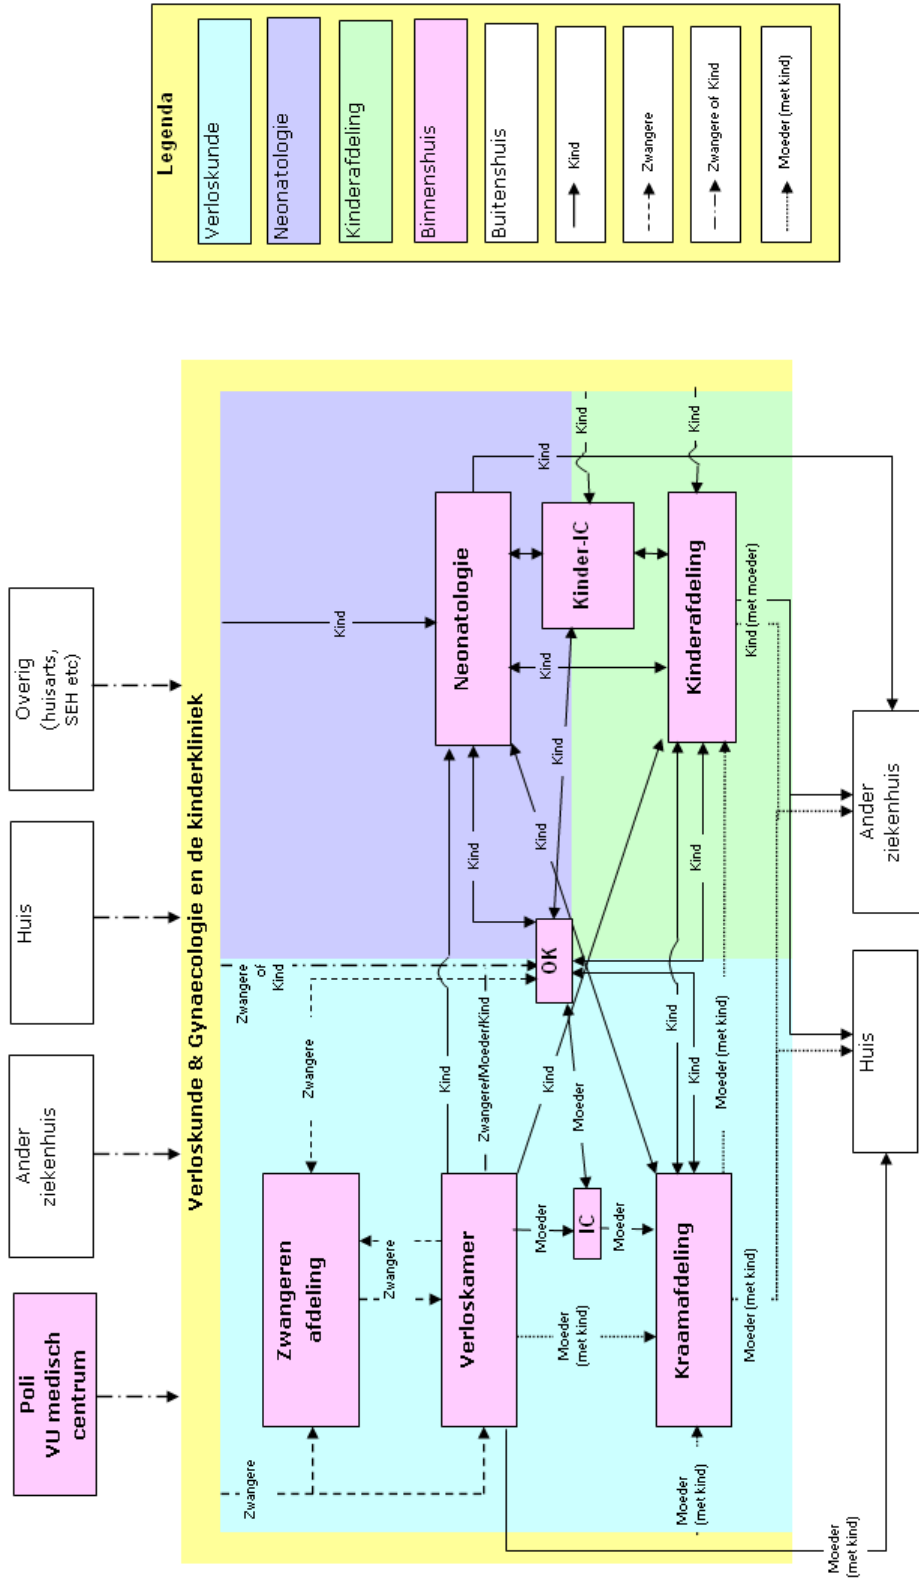 Poli
VU medisch
centrum
Ander
ziekenhuis
Huis
Overig
(huisarts,
SEH etc)
Verloskunde & Gynaecologie en de kinderkliniek
Zwangere
Zwangere
of
Kind
Kind
Zwangeren
afdeling
Zwangere
Zwangere
Verloskamer
Kind
Zwangere/Moeder/Kind
Kind
Neonatologie
Kind
OK
Kind
Kind
Kinder-IC
Kind
Moeder
Moeder
(met kind)
Moeder
IC
Moeder
Kind
Kind
Kraamafdeling
Moeder
(met kind)
Kind
Kind
Kind
Moeder (met kind)
Kinderafdeling
Kind
Moeder (met kind)
Kind (met moeder)
Moeder
(met kind)
Huis
Ander
ziekenhuis
Legenda
Verloskunde
Neonatologie
Kinderafdeling
Binnenshuis
Buitenshuis
Kind
Zwangere
Zwangere of Kind
Moeder (met kind)